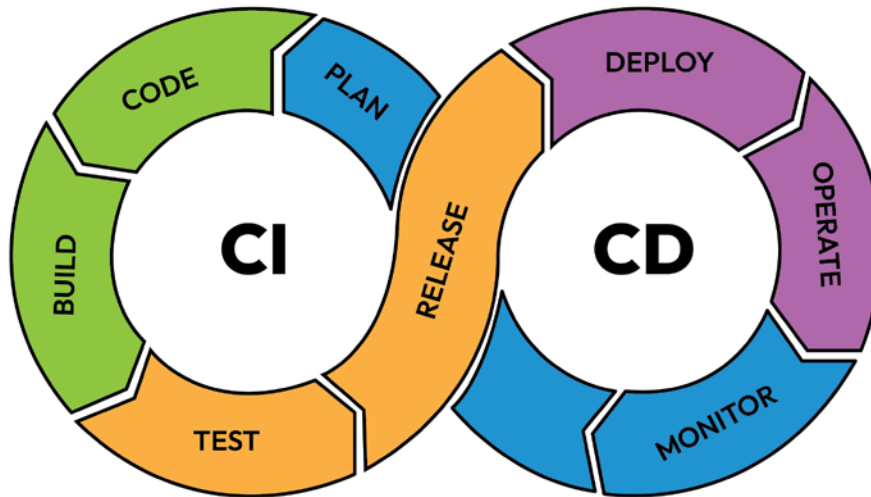 PLAN
CODE
BUILD
TEST
RELEASE
DEPLOY
OPERATE
MONITOR
CI
CD